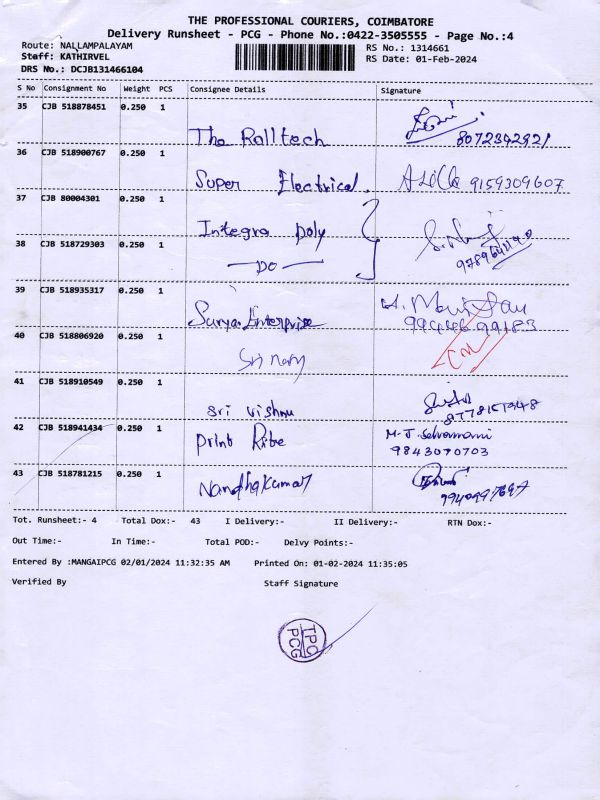 THE PROFESSIONAL COURIERS, COIMBATORE
Delivery Runsheet - PCG - Phone No.:0422-3505555 - Page No.:4
Route: NALLAMPALAYAM RS No.: 1314661
Staff: KATHIRVEL RS Date: 01-Feb-2024
DRS No.: DCJB131466104
S No Consignment No Weight PCS Consignee Details Signature
35 CJB 518878451 0.250 1
The Rolltech 8072342921
36 CJB 518900767 0.250 1
Super Electrical. 9159309607
37 CJB 80004301 0.250 1
Integra poly
38 CJB 518729303 0.250 1
— DO —
39 CJB 518935317 0.250 1
Surya Enterprise
40 CJB 518806920 0.250 1
41 CJB 518910549 0.250 1
sri vishnu
42 CJB 518941434 0.250 1 M.J. Selvamani
Print Rite 9843070703
43 CJB 518781215 0.250 1
Nandhakumar
Tot. Runsheet:- 4 Total Dox:- 43 I Delivery:- II Delivery:- RTN Dox:-
Out Time:- In Time:- Total POD:- Delvy Points:-
Entered By :MANGAIPCG 02/01/2024 11:32:35 AM Printed On: 01-02-2024 11:35:05
Verified By Staff Signature
TPC
PCG